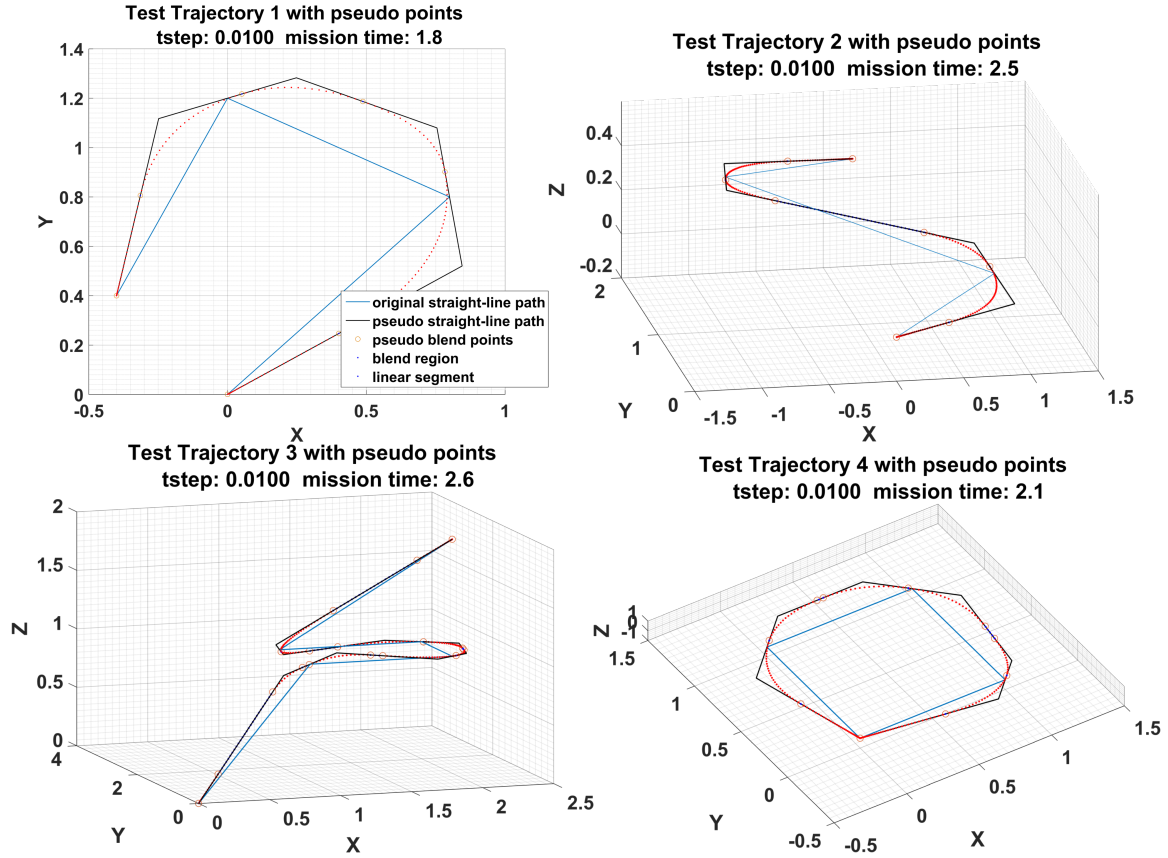 Test Trajectory 1 with pseudo points
tstep: 0.0100  mission time: 1.8
1.4
1.2
1
0.8
0.6
0.4
0.2
0
Y
-0.5
0
0.5
1
X
original straight-line path
pseudo straight-line path
pseudo blend points
blend region
linear segment
Test Trajectory 2 with pseudo points
tstep: 0.0100  mission time: 2.5
0.4
0.2
0
-0.2
Z
2
1
0
Y
-1.5
-1
-0.5
0
0.5
1
1.5
X
Test Trajectory 3 with pseudo points
tstep: 0.0100  mission time: 2.6
2
1.5
1
0.5
0
Z
4
2
0
Y
0
0.5
1
1.5
2
2.5
X
Test Trajectory 4 with pseudo points
tstep: 0.0100  mission time: 2.1
1
0
-1
Z
1.5
1
0.5
0
-0.5
Y
-0.5
0
0.5
1
1.5
X